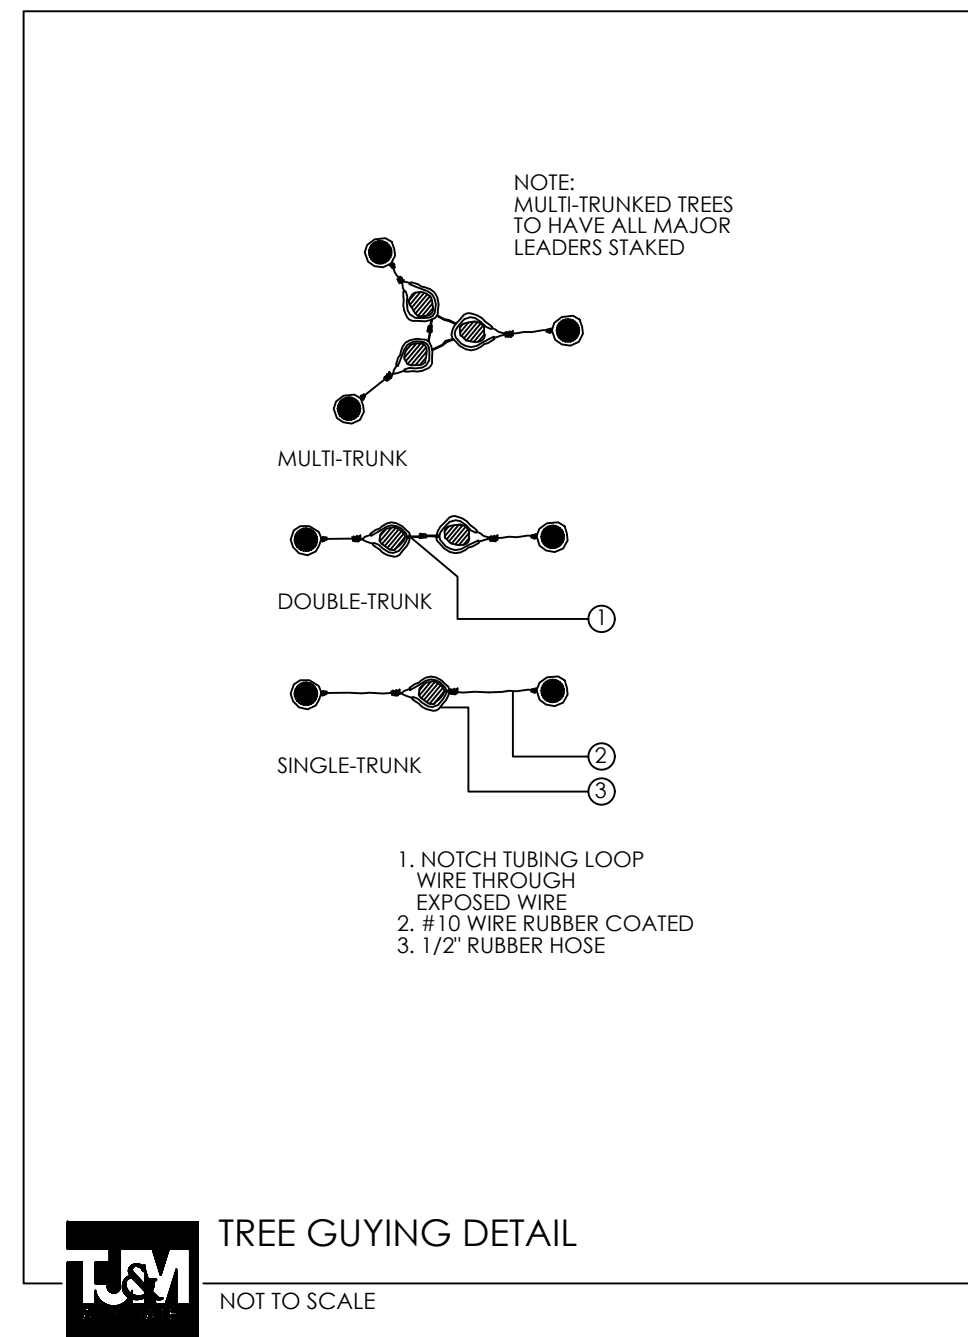 NOTE:
MULTI-TRUNKED TREES
TO HAVE ALL MAJOR
LEADERS STAKED
MULTI-TRUNK
DOUBLE-TRUNK
1
SINGLE-TRUNK
2
3
1. NOTCH TUBING LOOP
WIRE THROUGH
EXPOSED WIRE
2. #10 WIRE RUBBER COATED
3. 1/2" RUBBER HOSE
TREE GUYING DETAIL
TJ&M
NOT TO SCALE